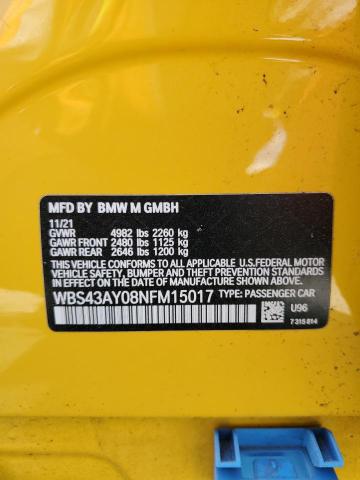 MFD BY BMW M GMBH
11/21
GVWR 4982 lbs 2260 kg
GAWR FRONT 2480 lbs 1125 kg
GAWR REAR 2646 lbs 1200 kg
THIS VEHICLE CONFORMS TO ALL APPLICABLE U.S.FEDERAL MOTOR
VEHICLE SAFETY, BUMPER, AND THEFT PREVENTION STANDARDS IN
EFFECT ON THE DATE OF MANUFACTURE SHOWN ABOVE.
WBS43AY08NFM15017 TYPE: PASSENGER CAR
U96
7 315 814